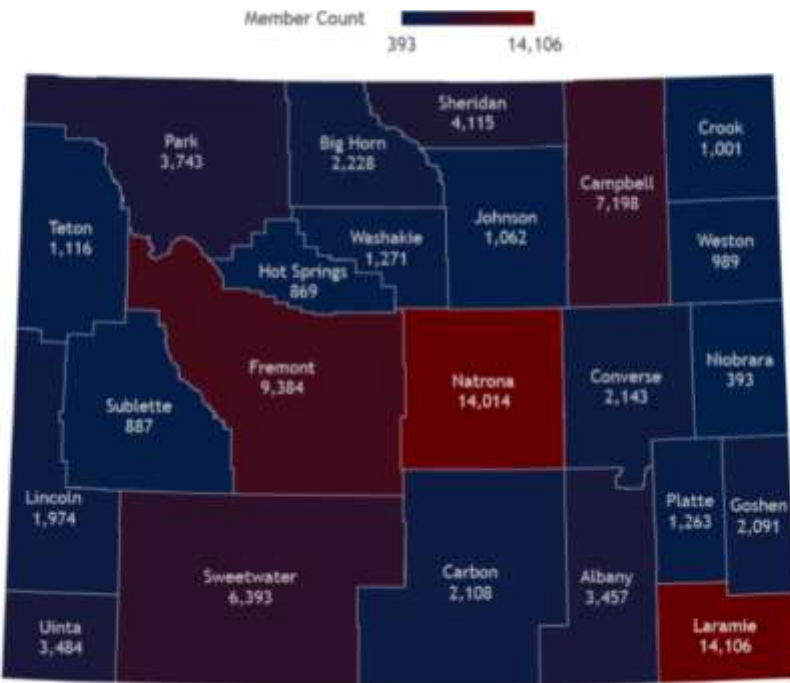 Member Count
393
14,106
Sheridan
4,115
Park
3,743
Big Horn
2,228
Crook
1,001
Campbell
7,198
Teton
1,116
Johnson
1,062
Washakie
1,271
Weston
989
Hot Springs
869
Fremont
9,384
Natrona
14,014
Converse
2,143
Niobrara
393
Sublette
887
Lincoln
1,974
Platte
1,263
Goshen
2,091
Sweetwater
6,393
Carbon
2,108
Albany
3,457
Uinta
3,484
Laramie
14,106